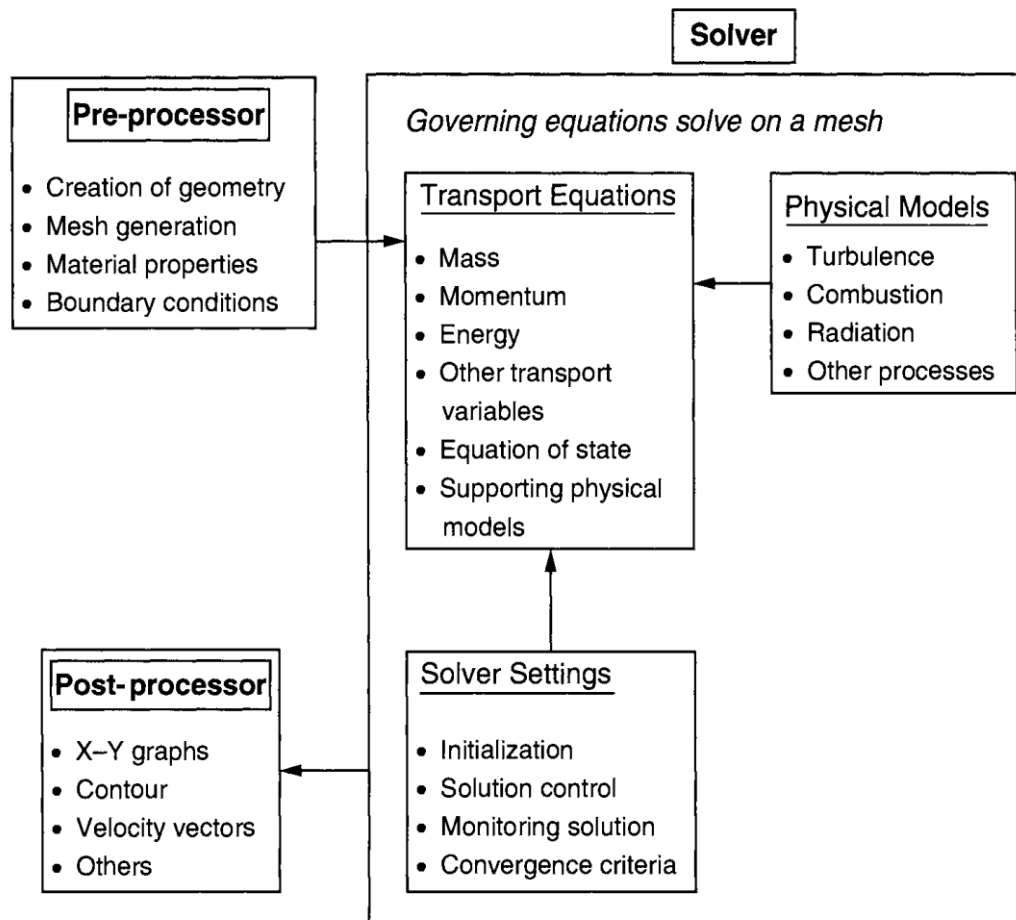 Solver
Pre-processor
• Creation of geometry
• Mesh generation
• Material properties
• Boundary conditions
Governing equations solve on a mesh
Transport Equations
• Mass
• Momentum
• Energy
• Other transport
variables
• Equation of state
• Supporting physical
models
Physical Models
• Turbulence
• Combustion
• Radiation
• Other processes
Solver Settings
• Initialization
• Solution control
• Monitoring solution
• Convergence criteria
Post-processor
• X–Y graphs
• Contour
• Velocity vectors
• Others